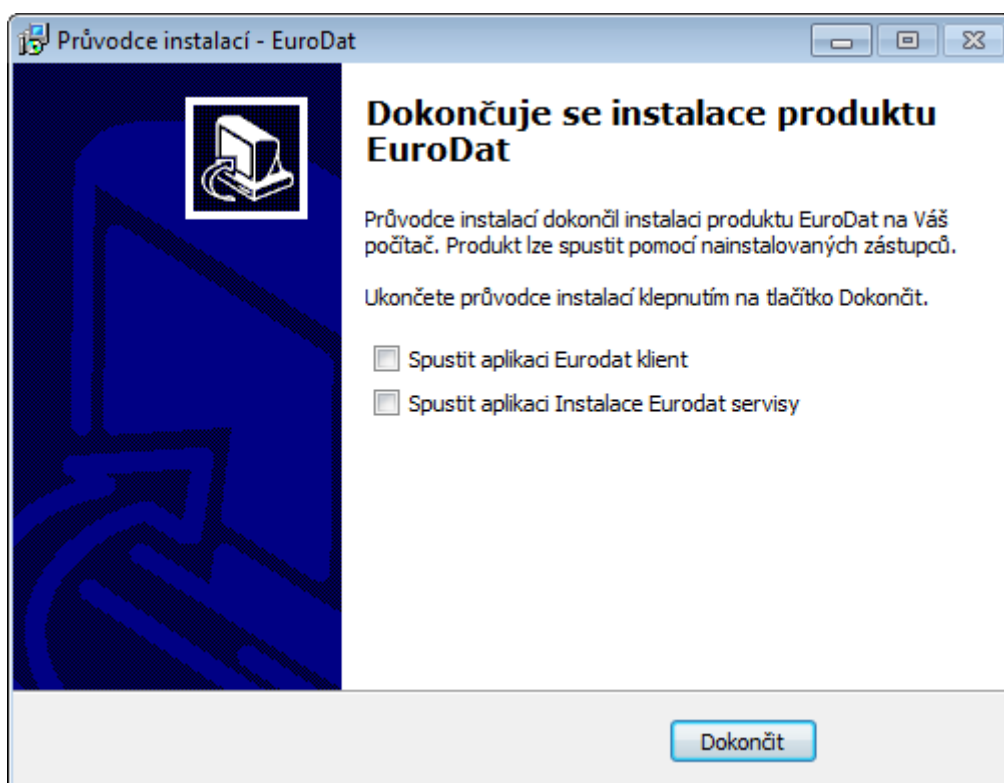 Průvodce instalací - EuroDat
Dokončuje se instalace produktu
EuroDat
Průvodce instalací dokončil instalaci produktu EuroDat na Váš
počítač. Produkt lze spustit pomocí nainstalovaných zástupců.
Ukončete průvodce instalací klepnutím na tlačítko Dokončit.
Spustit aplikaci Eurodat klient
Spustit aplikaci Instalace Eurodat servisy
Dokončit